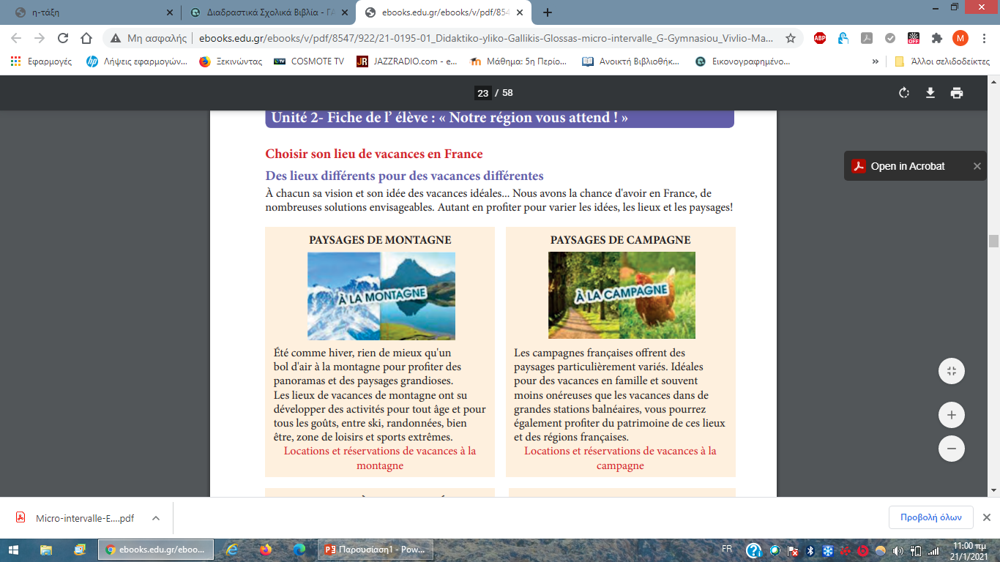 η-τάξη
Διαδραστικά Σχολικά Βιβλία - ΓΑ
ebooks.edu.gr/ebooks/v/pdf/854
Μη ασφαλής
ebooks.edu.gr/ebooks/v/pdf/8547/922/21-0195-01_Didaktiko-yliko-Gallikis-Glossas-micro-intervalle_G-Gymnasiou_Vivlio-Ma...
ABP
OFF
M
Εφαρμογές
Λήψεις εφαρμογών...
Ξεκινώντας
COSMOTE TV
JAZZRADIO.com - e...
Μάθημα: 5η Περίο...
Ανοικτή Βιβλιοθήκ...
Εικονογραφημένο...
»
Άλλοι σελιδοδείκτες
23 / 58
Unité 2- Fiche de l’ élève : « Notre région vous attend ! »
Open in Acrobat
Choisir son lieu de vacances en France
Des lieux différents pour des vacances différentes
À chacun sa vision et son idée des vacances idéales... Nous avons la chance d'avoir en France, de
nombreuses solutions envisageables. Autant en profiter pour varier les idées, les lieux et les paysages!
PAYSAGES DE MONTAGNE
À LA MONTAGNE
Été comme hiver, rien de mieux qu'un
bol d'air à la montagne pour profiter des
panoramas et des paysages grandioses.
Les lieux de vacances de montagne ont su
développer des activités pour tout âge et pour
tous les goûts, entre ski, randonnées, bien
être, zone de loisirs et sports extrêmes.
Locations et réservations de vacances à la
montagne
PAYSAGES DE CAMPAGNE
À LA CAMPAGNE
Les campagnes françaises offrent des
paysages particulièrement variés. Idéales
pour des vacances en famille et souvent
moins onéreuses que les vacances dans de
grandes stations balnéaires, vous pourrez
également profiter du patrimoine de ces lieux
et des régions françaises.
Locations et réservations de vacances à la
campagne
Micro-intervalle-E....pdf
Προβολή όλων
ebooks.edu.gr/eboo...
Παρουσίαση1 - Pow...
FR
11:00 πμ
21/1/2021